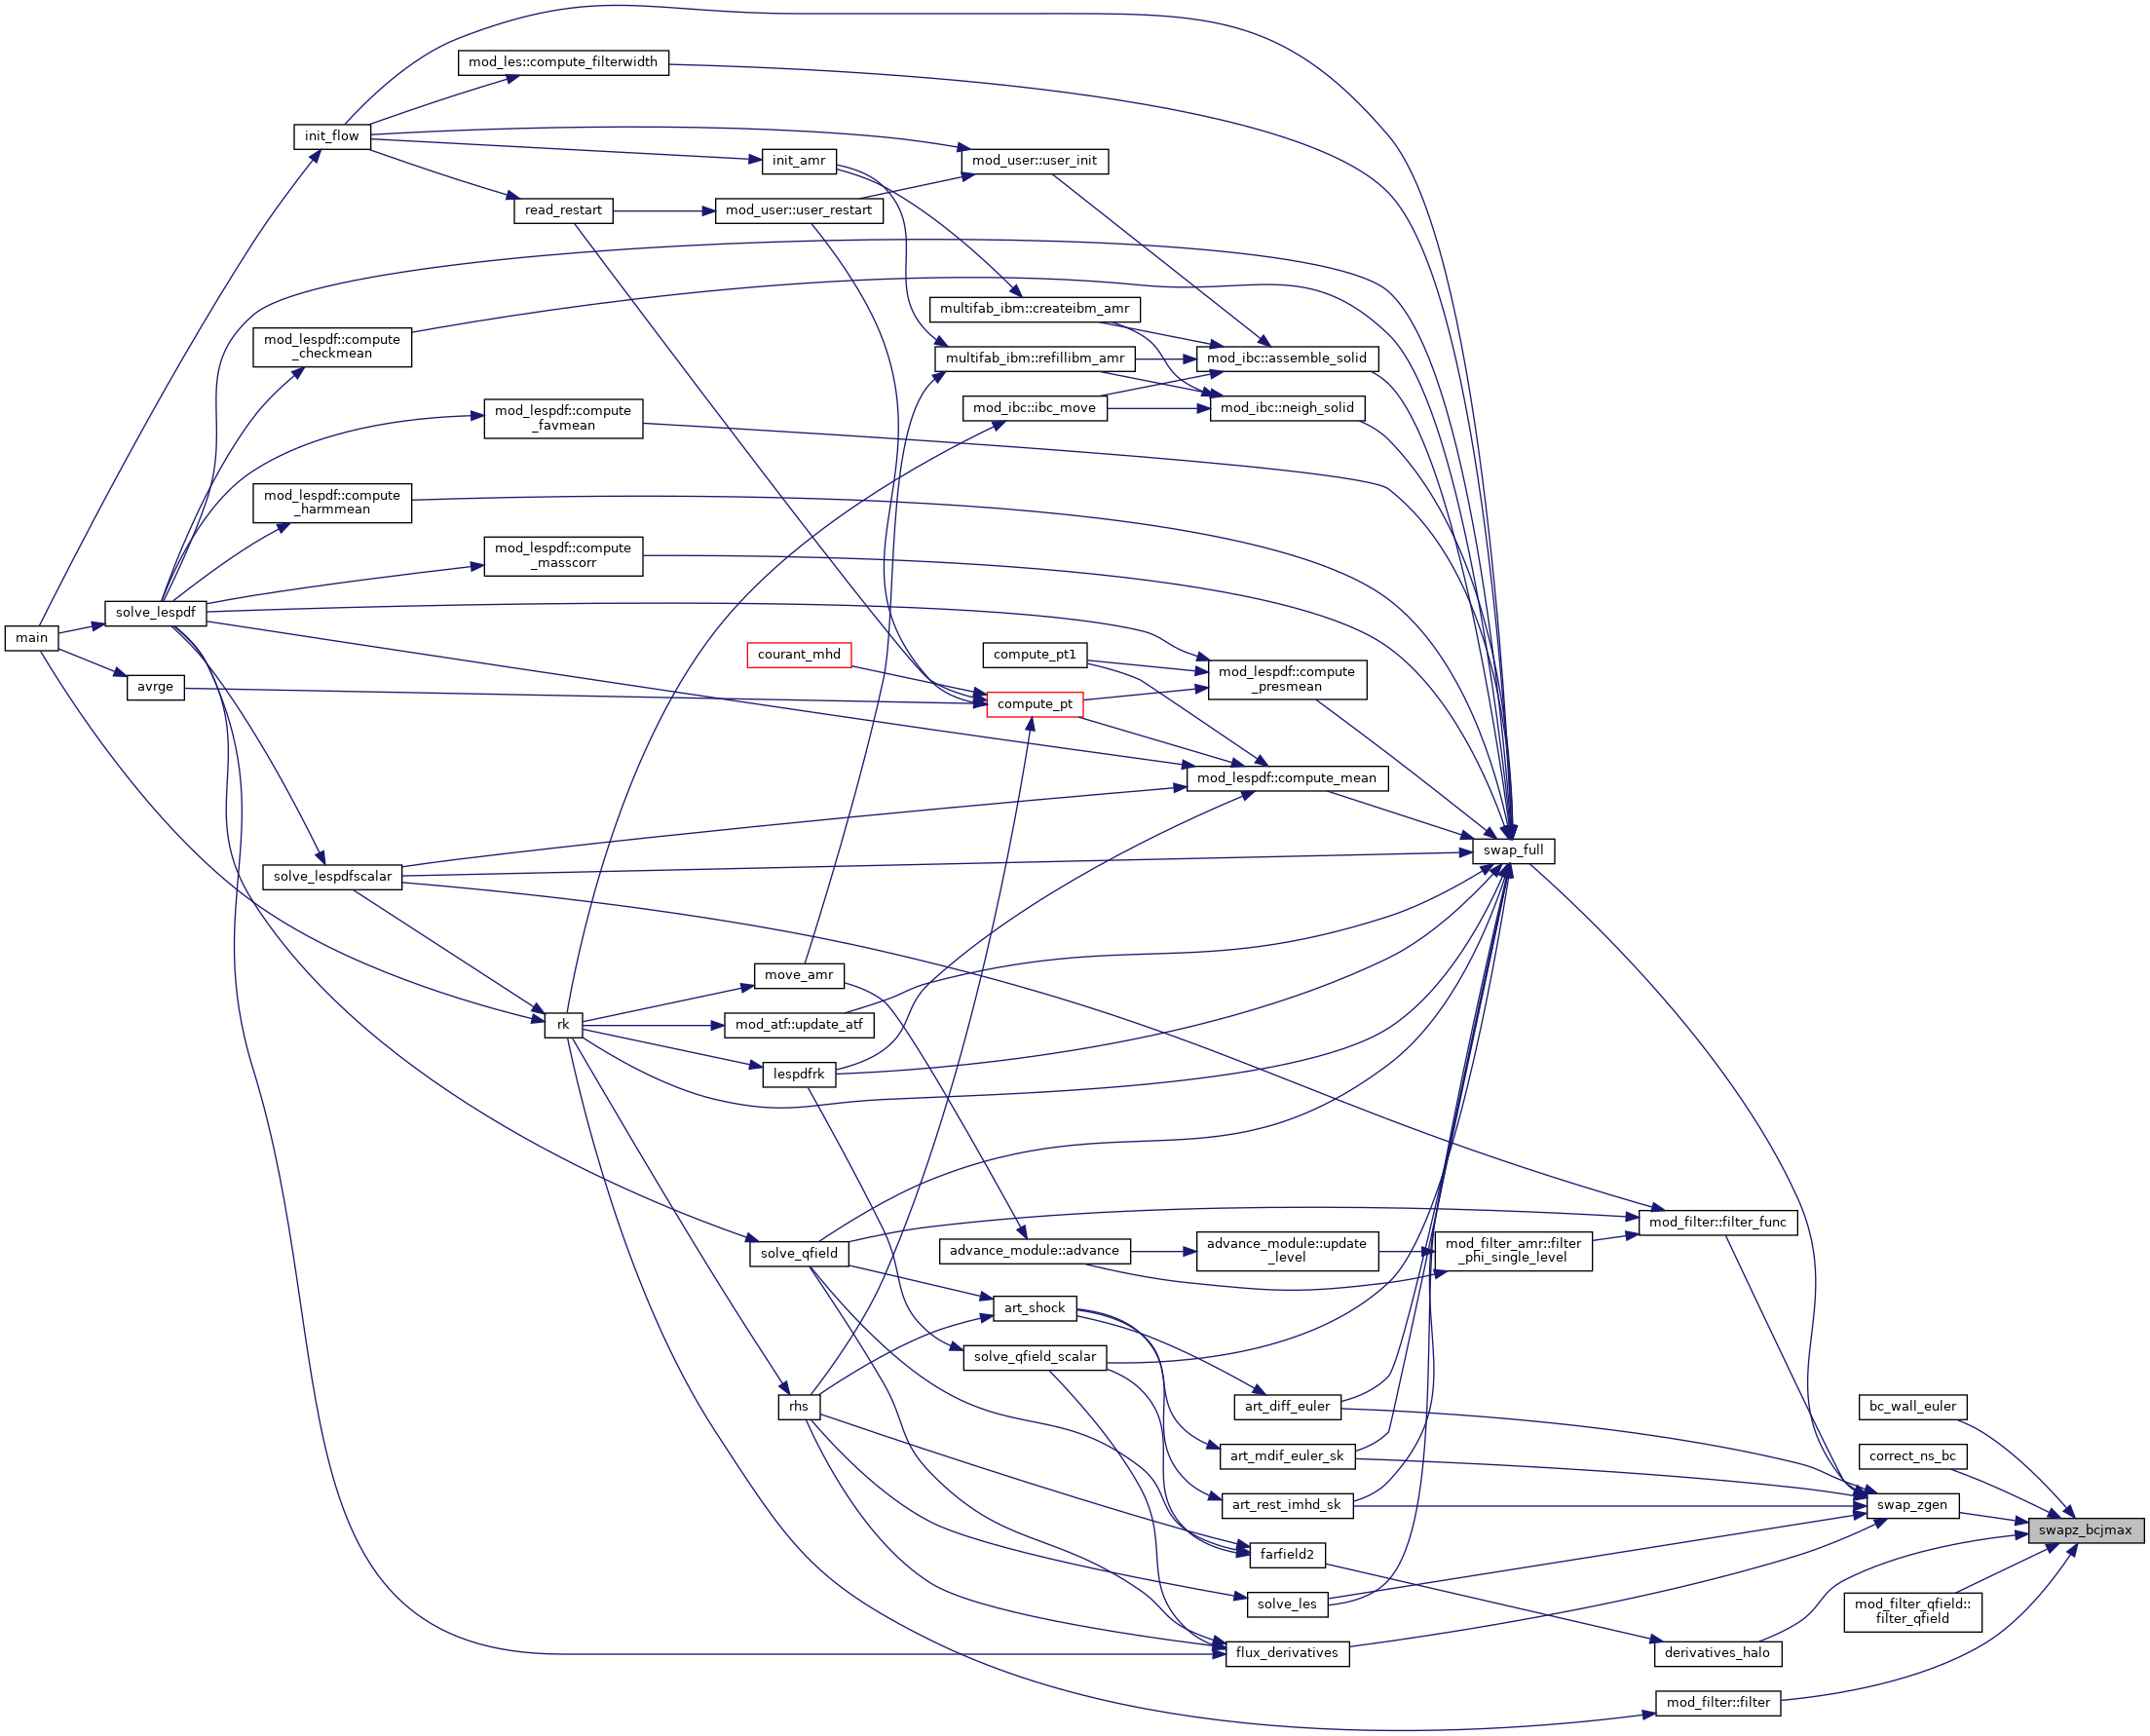 mod_les::compute_filterwidth
init_flow
init_amr
mod_user::user_init
read_restart
mod_user::user_restart
multifab_ibm::createibm_amr
mod_lespdf::compute
_checkmean
multifab_ibm::refillibm_amr
mod_ibc::assemble_solid
mod_ibc::ibc_move
mod_ibc::neigh_solid
mod_lespdf::compute
_favmean
mod_lespdf::compute
_harmmean
mod_lespdf::compute
_masscorr
solve_lespdf
main
courant_mhd
compute_pt1
mod_lespdf::compute
_presmean
avrge
compute_pt
mod_lespdf::compute_mean
swap_full
solve_lespdfscalar
move_amr
rk
mod_atf::update_atf
lespdfrk
mod_filter::filter_func
solve_qfield
advance_module::advance
advance_module::update
_level
mod_filter_amr::filter
_phi_single_level
art_shock
solve_qfield_scalar
rhs
art_diff_euler
bc_wall_euler
art_mdif_euler_sk
correct_ns_bc
art_rest_imhd_sk
swap_zgen
swapz_bcjmax
farfield2
solve_les
mod_filter_qfield::
filter_qfield
flux_derivatives
derivatives_halo
mod_filter::filter